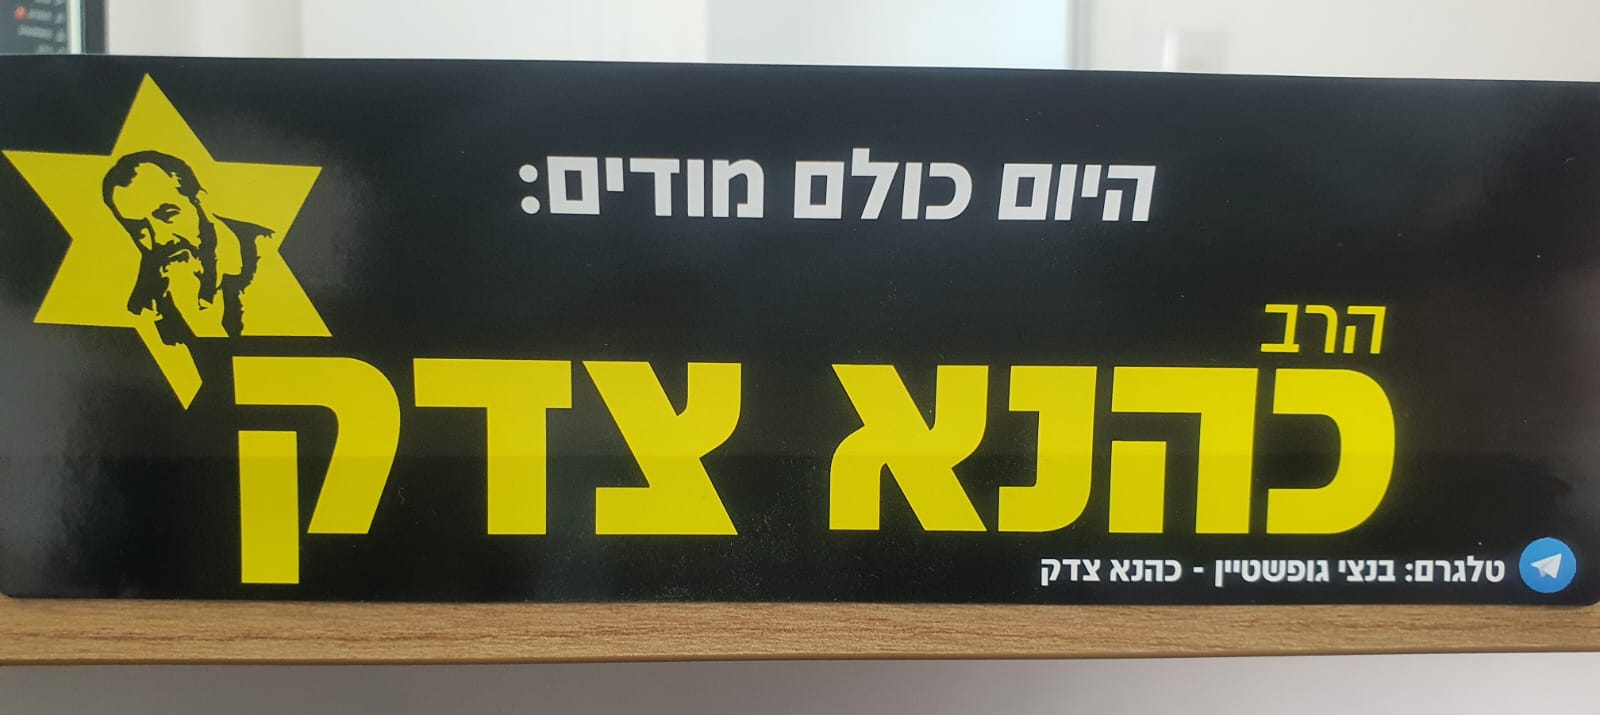 היום כולם מודים:
הרב
כהנא צדק
טלגרם: בנצי גופשטיין - כהנא צדק